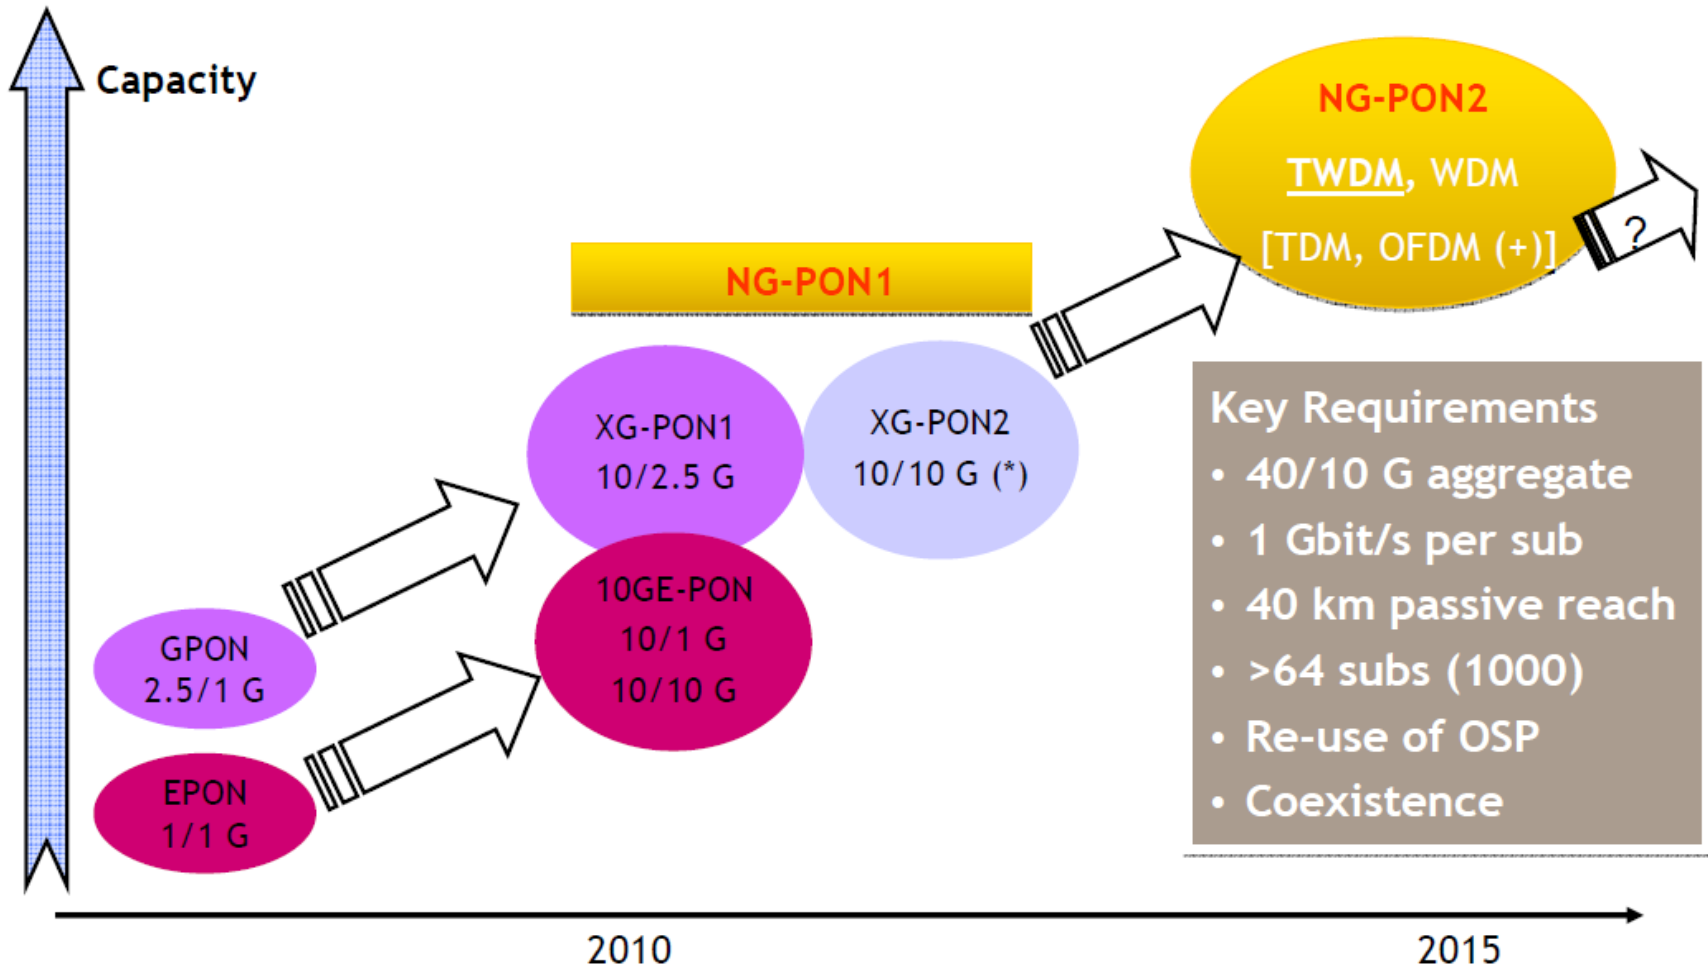 Capacity
NG-PON2
TWDM, WDM
[TDM, OFDM (+)]
?
NG-PON1
XG-PON1
10/2.5 G
XG-PON2
10/10 G (*)
10GE-PON
10/1 G
10/10 G
GPON
2.5/1 G
EPON
1/1 G
Key Requirements
• 40/10 G aggregate
• 1 Gbit/s per sub
• 40 km passive reach
• >64 subs (1000)
• Re-use of OSP
• Coexistence
2010
2015